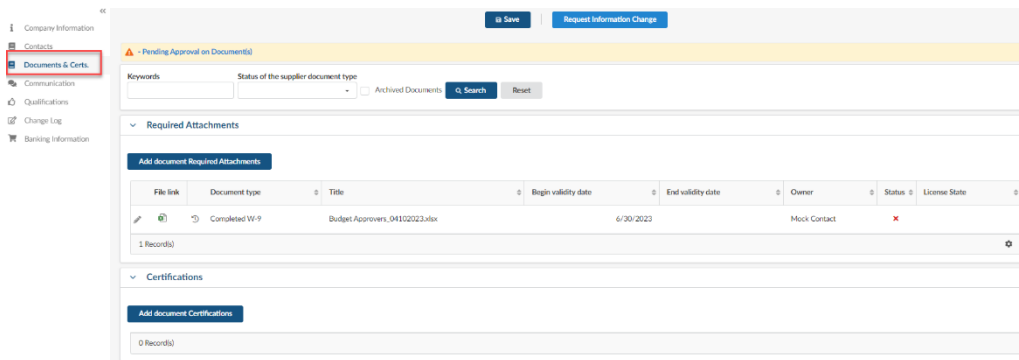 Save
Request Information Change
Company Information
Contacts
Documents & Certs.
Communication
Qualifications
Change Log
Banking Information
- Pending Approval on Document(s)
Keywords
Status of the supplier document type
Archived Documents
Search
Reset
Required Attachments
Add document Required Attachments
File link Document type Title Begin validity date End validity date Owner Status License State
Completed W-9 Budget Approvers_04102023.xlsx 6/30/2023 Mock Contact
1 Record(s)
Certifications
Add document Certifications
0 Record(s)